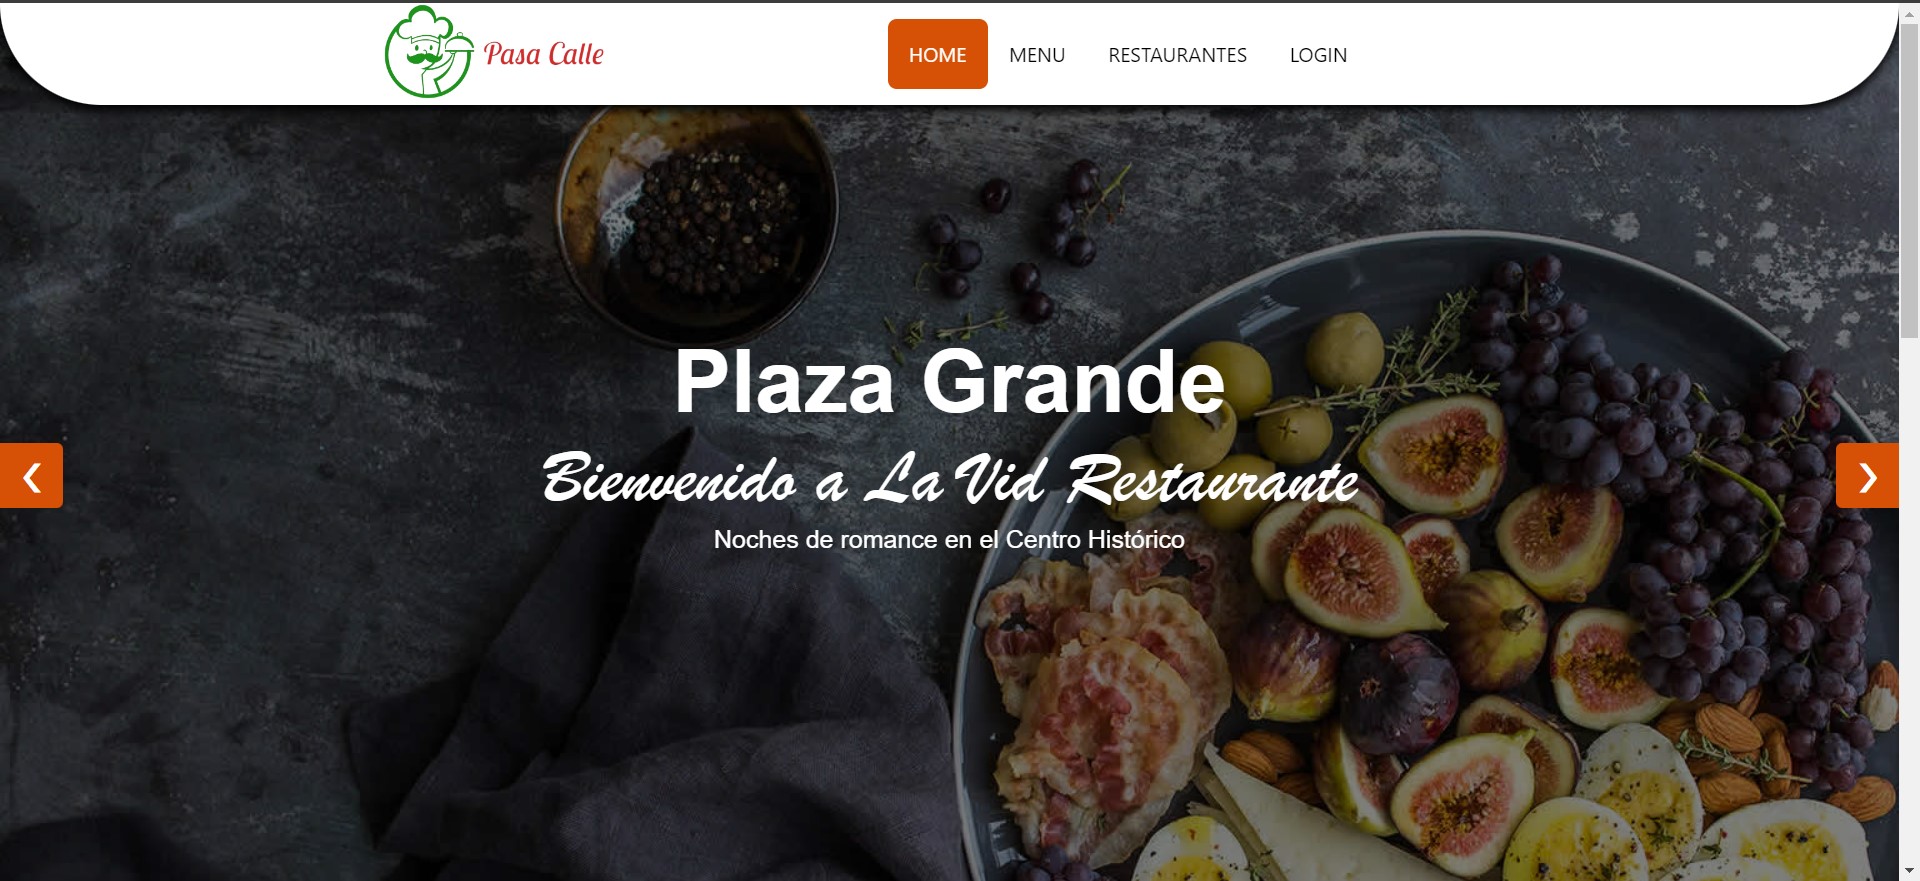 Pasa Calle
HOME MENU RESTAURANTES LOGIN
Plaza Grande
Bienvenido a La Vid Restaurante
Noches de romance en el Centro Histórico